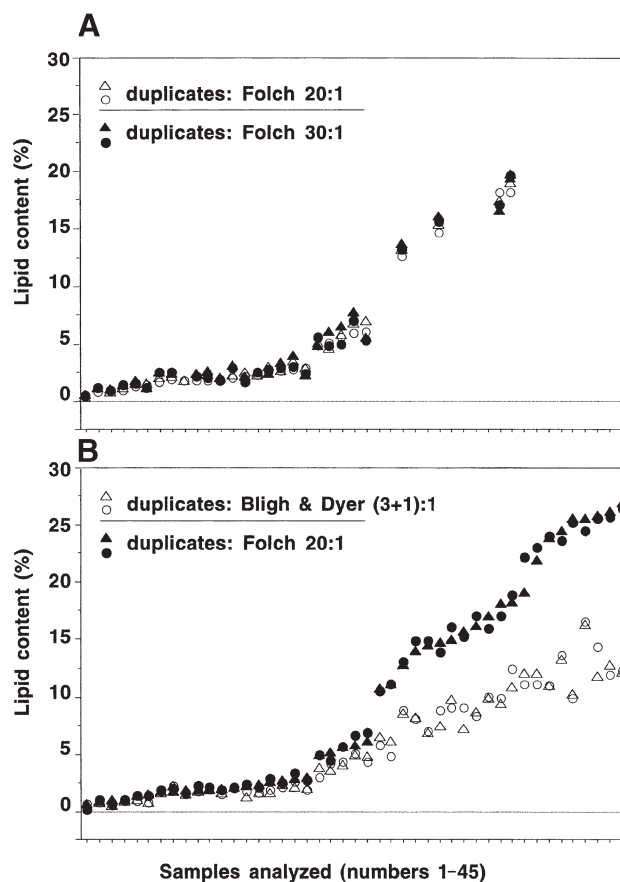 A
30
25
20
15
10
5
0
Lipid content (%)
duplicates: Folch 20:1
duplicates: Folch 30:1
B
30
25
20
15
10
5
0
Lipid content (%)
duplicates: Bligh & Dyer (3+1):1
duplicates: Folch 20:1
Samples analyzed (numbers 1–45)